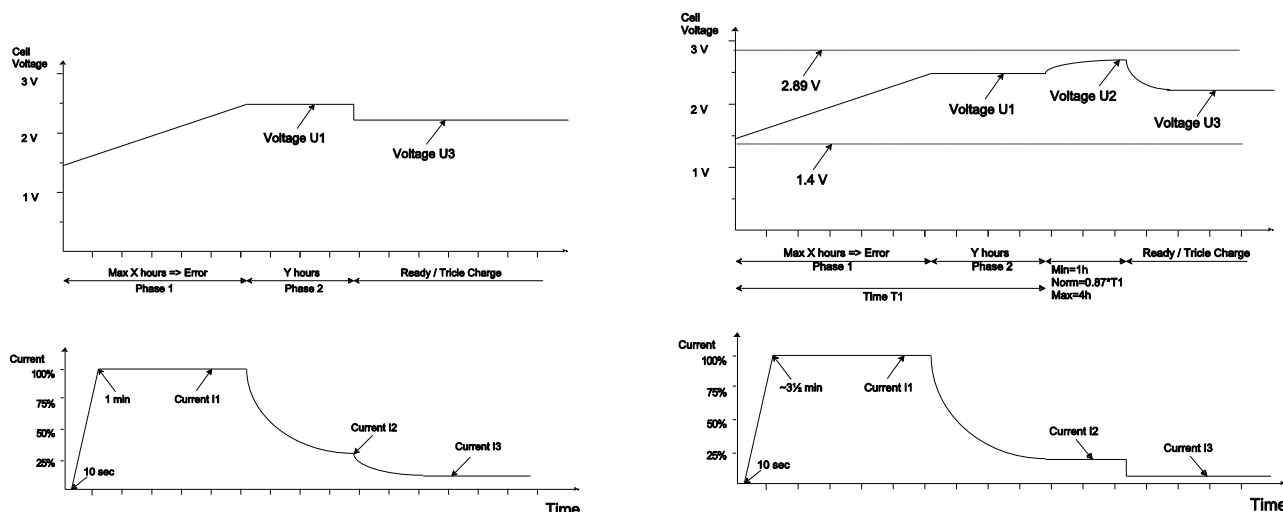 Cell
Voltage
3 V
2 V
1 V
Voltage U1
Voltage U3
Max X hours => Error
Phase 1
Y hours
Phase 2
Ready / Tricle Charge
Current
100%
75%
50%
25%
1 min
Current I1
Current I2
Current I3
10 sec
Time
Cell
Voltage
3 V
2 V
1 V
2.89 V
Voltage U1
Voltage U2
Voltage U3
1.4 V
Max X hours => Error
Phase 1
Y hours
Phase 2
Ready / Tricle Charge
Min=1h
Norm=0.87*T1
Max=4h
Time T1
Current
100%
75%
50%
25%
~3½ min
Current I1
Current I2
Current I3
10 sec
Time